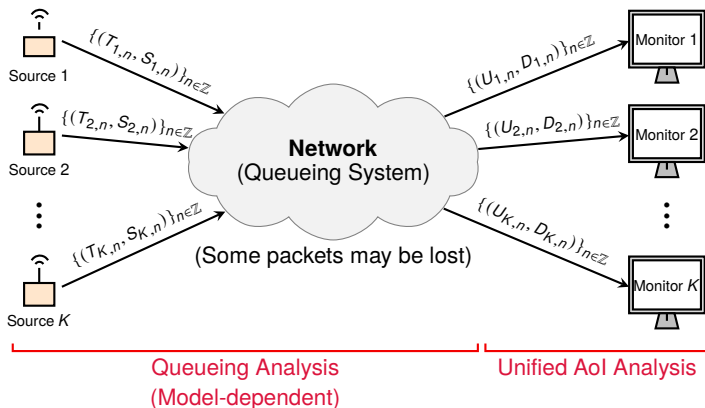 {(T1,n, S1,n)}n∈ℤ
{(U1,n, D1,n)}n∈ℤ
Monitor 1
Source 1
{(T2,n, S2,n)}n∈ℤ
Network
(Queueing System)
{(U2,n, D2,n)}n∈ℤ
Monitor 2
Source 2
{(TK,n, SK,n)}n∈ℤ
(Some packets may be lost)
{(UK,n, DK,n)}n∈ℤ
Monitor K
Source K
Queueing Analysis
(Model-dependent)
Unified AoI Analysis